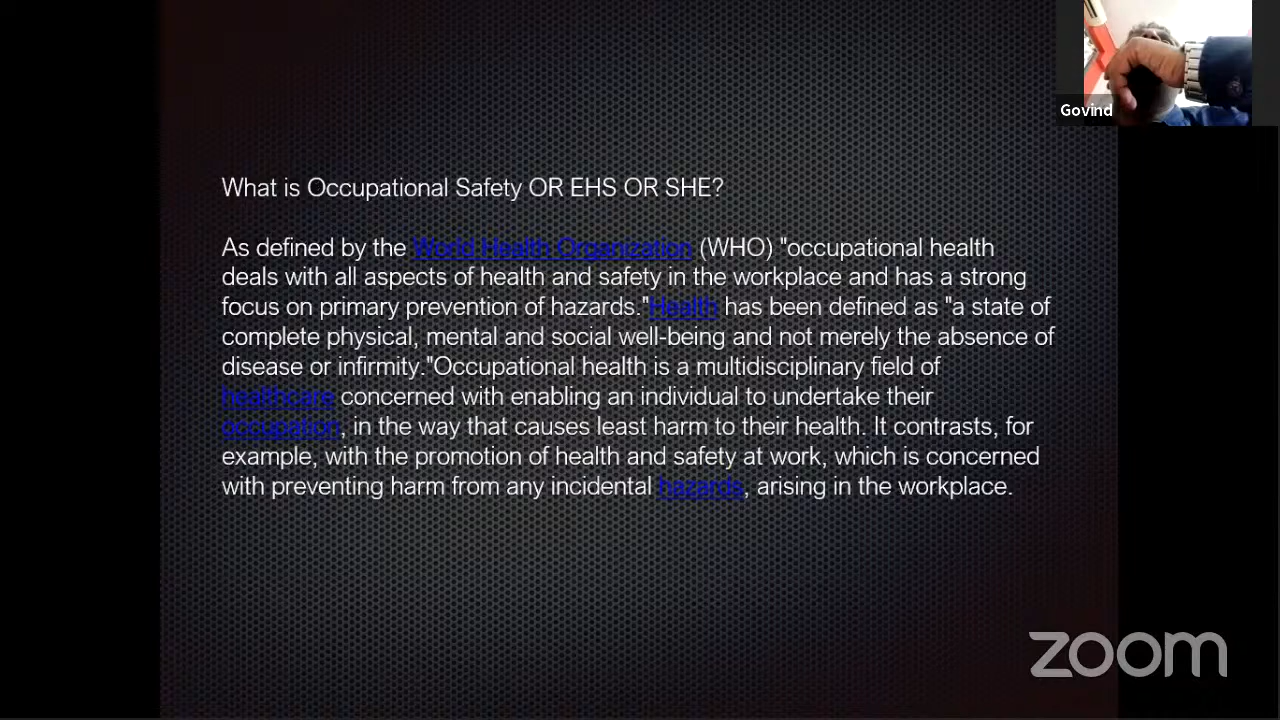 Govind
What is Occupational Safety OR EHS OR SHE?
As defined by the World Health Organization (WHO) "occupational health
deals with all aspects of health and safety in the workplace and has a strong
focus on primary prevention of hazards."Health has been defined as "a state of
complete physical, mental and social well-being and not merely the absence of
disease or infirmity."Occupational health is a multidisciplinary field of
healthcare concerned with enabling an individual to undertake their
occupation, in the way that causes least harm to their health. It contrasts, for
example, with the promotion of health and safety at work, which is concerned
with preventing harm from any incidental hazards, arising in the workplace.
zoom